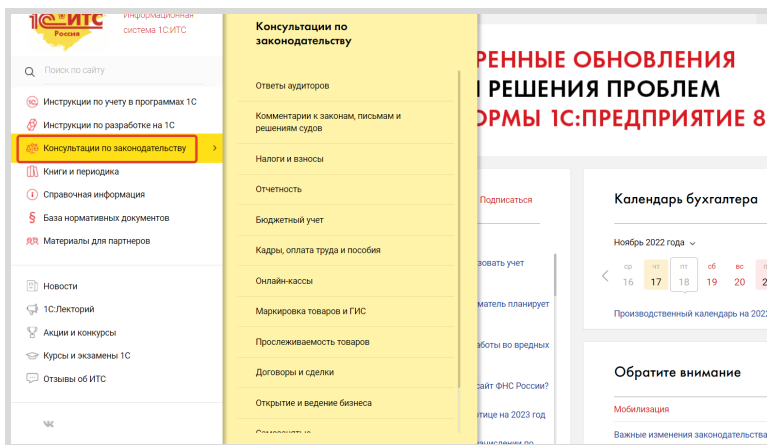 1С ИТС
Россия
Информационная
система 1С:ИТС
Поиск по сайту
Инструкции по учету в программах 1С
Инструкции по разработке на 1С
Консультации по законодательству
Книги и периодика
Справочная информация
База нормативных документов
Материалы для партнеров
Новости
1С:Лекторий
Акции и конкурсы
Курсы и экзамены 1С
Отзывы об ИТС
Консультации по
законодательству
Ответы аудиторов
Комментарии к законам, письмам и
решениям судов
Налоги и взносы
Отчетность
Бюджетный учет
Кадры, оплата труда и пособия
Онлайн-кассы
Маркировка товаров и ГИС
Прослеживаемость товаров
Договоры и сделки
Открытие и ведение бизнеса
РЕННЫЕ ОБНОВЛЕНИЯ
РЕШЕНИЯ ПРОБЛЕМ
ОРМЫ 1С:ПРЕДПРИЯТИЕ 8
Подписаться
зовать учет
матель планирует
аботы во вредных
сайт ФНС России?
тице на 2023 год
Календарь бухгалтера
Ноябрь 2022 года
ср чт пт сб вс
16 17 18 19 20 2
Производственный календарь на 202
Обратите внимание
Мобилизация
Важные изменения законодательства